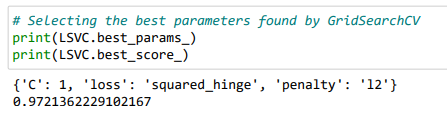 # Selecting the best parameters found by GridSearchCV
print(LSVC.best_params_)
print(LSVC.best_score_)
{'C': 1, 'loss': 'squared_hinge', 'penalty': 'l2'}
0.9721362229102167